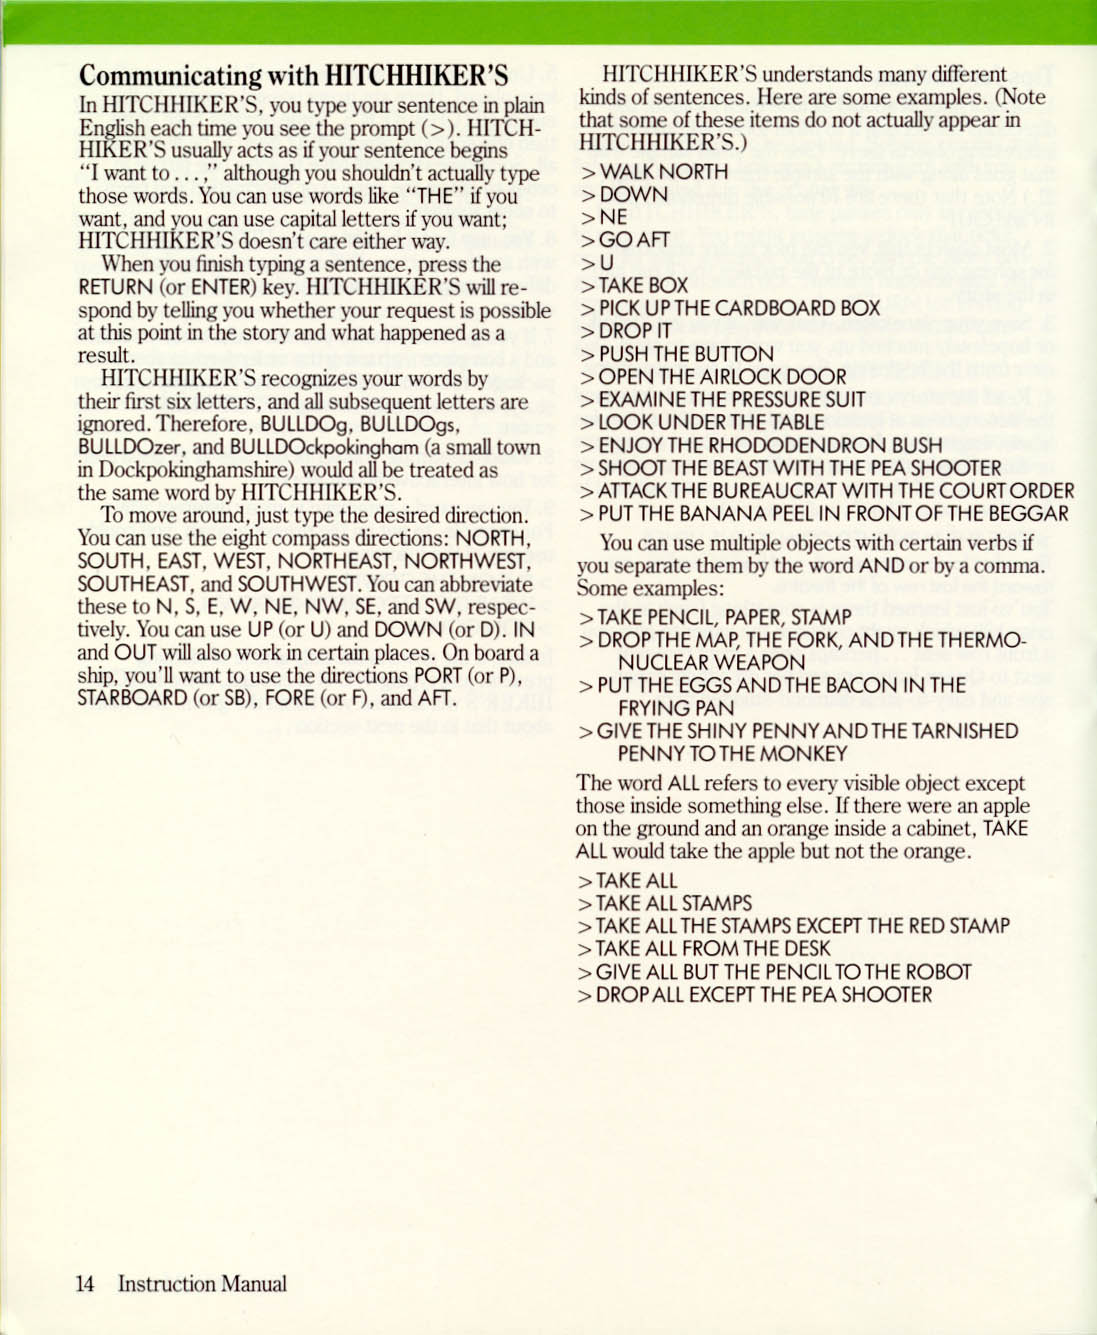 Communicating with HITCHHIKER'S
In HITCHHIKER'S, you type your sentence in plain
English each time you see the prompt (>). HITCH-
HIKER'S usually acts as if your sentence begins
“I want to . . . ,” although you shouldn't actually type
those words. You can use words like “THE” if you
want, and you can use capital letters if you want;
HITCHHIKER'S doesn't care either way.
When you finish typing a sentence, press the
RETURN (or ENTER) key. HITCHHIKER'S will re-
spond by telling you whether your request is possible
at this point in the story and what happened as a
result.
HITCHHIKER'S recognizes your words by
their first six letters, and all subsequent letters are
ignored. Therefore, BULLDOg, BULLDOgs,
BULLDOzer, and BULLDOckpokingham (a small town
in Dockpokinghamshire) would all be treated as
the same word by HITCHHIKER'S.
To move around, just type the desired direction.
You can use the eight compass directions: NORTH,
SOUTH, EAST, WEST, NORTHEAST, NORTHWEST,
SOUTHEAST, and SOUTHWEST. You can abbreviate
these to N, S, E, W, NE, NW, SE, and SW, respec-
tively. You can use UP (or U) and DOWN (or D). IN
and OUT will also work in certain places. On board a
ship, you'll want to use the directions PORT (or P),
STARBOARD (or SB), FORE (or F), and AFT.
HITCHHIKER'S understands many different
kinds of sentences. Here are some examples. (Note
that some of these items do not actually appear in
HITCHHIKER'S.)
> WALK NORTH
> DOWN
> NE
> GO AFT
> U
> TAKE BOX
> PICK UP THE CARDBOARD BOX
> DROP IT
> PUSH THE BUTTON
> OPEN THE AIRLOCK DOOR
> EXAMINE THE PRESSURE SUIT
> LOOK UNDER THE TABLE
> ENJOY THE RHODODENDRON BUSH
> SHOOT THE BEAST WITH THE PEA SHOOTER
> ATTACK THE BUREAUCRAT WITH THE COURT ORDER
> PUT THE BANANA PEEL IN FRONT OF THE BEGGAR
You can use multiple objects with certain verbs if
you separate them by the word AND or by a comma.
Some examples:
> TAKE PENCIL, PAPER, STAMP
> DROP THE MAP, THE FORK, AND THE THERMO-
NUCLEAR WEAPON
> PUT THE EGGS AND THE BACON IN THE
FRYING PAN
> GIVE THE SHINY PENNY AND THE TARNISHED
PENNY TO THE MONKEY
The word ALL refers to every visible object except
those inside something else. If there were an apple
on the ground and an orange inside a cabinet, TAKE
ALL would take the apple but not the orange.
> TAKE ALL
> TAKE ALL STAMPS
> TAKE ALL THE STAMPS EXCEPT THE RED STAMP
> TAKE ALL FROM THE DESK
> GIVE ALL BUT THE PENCIL TO THE ROBOT
> DROP ALL EXCEPT THE PEA SHOOTER
14 Instruction Manual